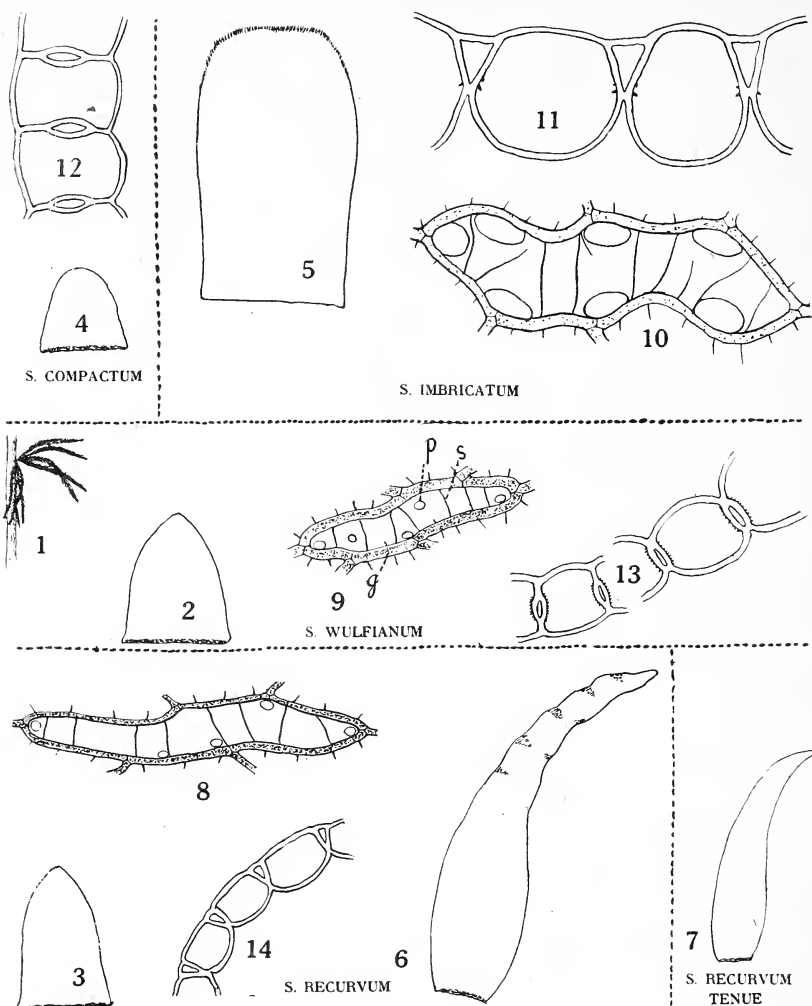 12
4
S. COMPACTUM
5
11
10
S. IMBRICATUM
1
2
p s
g
9
S. WULFIANUM
13
8
3
14
S. RECURVUM
6
7
S. RECURVUM
TENUE